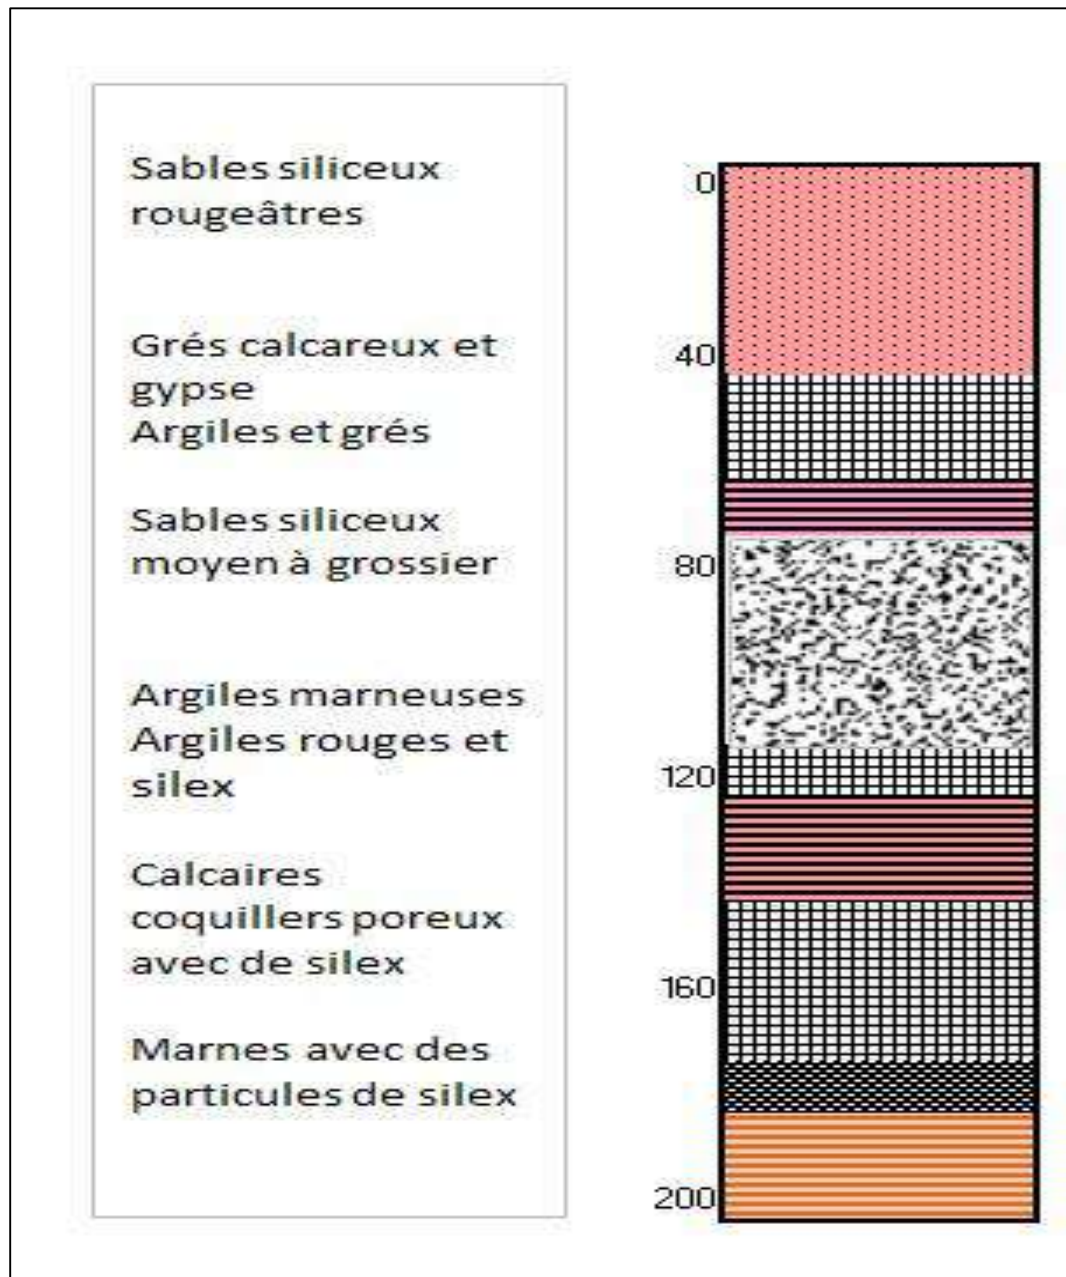 Sables siliceux
rougeâtres
Grés calcareux et
gypse
Argiles et grés
Sables siliceux
moyen à grossier
Argiles marneuses
Argiles rouges et
silex
Calcaires
coquillers poreux
avec de silex
Marnes avec des
particules de silex
0
40
80
120
160
200